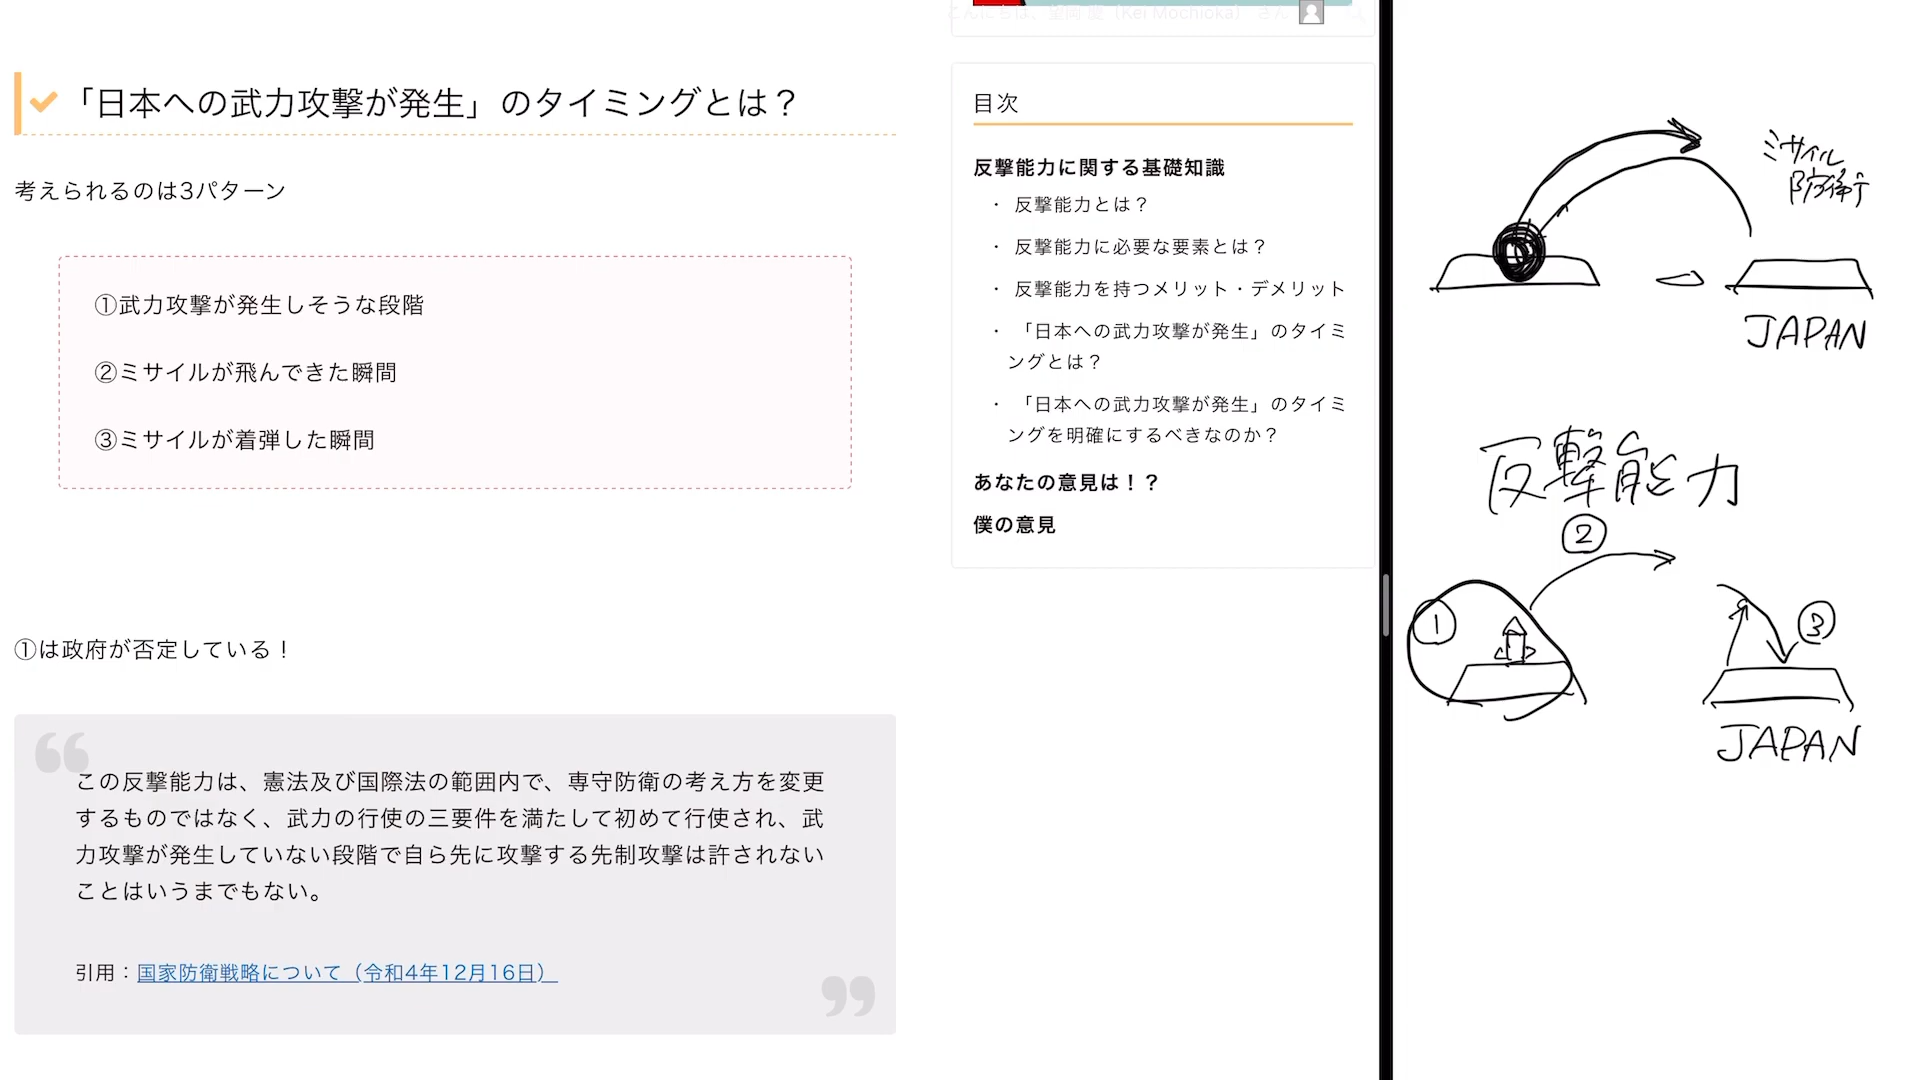 「日本への武力攻撃が発生」のタイミングとは？
考えられるのは3パターン
①武力攻撃が発生しそうな段階
②ミサイルが飛んできた瞬間
③ミサイルが着弾した瞬間
①は政府が否定している！
この反撃能力は、憲法及び国際法の範囲内で、専守防衛の考え方を変更
するものではなく、武力の行使の三要件を満たして初めて行使され、武
力攻撃が発生していない段階で自ら先に攻撃する先制攻撃は許されない
ことはいうまでもない。
引用：国家防衛戦略について（令和4年12月16日）
こんにちは、望岡 慶（Kei Mochioka） さん
目次
反撃能力に関する基礎知識
・ 反撃能力とは？
・ 反撃能力に必要な要素とは？
・ 反撃能力を持つメリット・デメリット
・ 「日本への武力攻撃が発生」のタイミ
ングとは？
・ 「日本への武力攻撃が発生」のタイミ
ングを明確にするべきなのか？
あなたの意見は！？
僕の意見
ミサイル
防衛
JAPAN
反撃能力
②
①
③
JAPAN